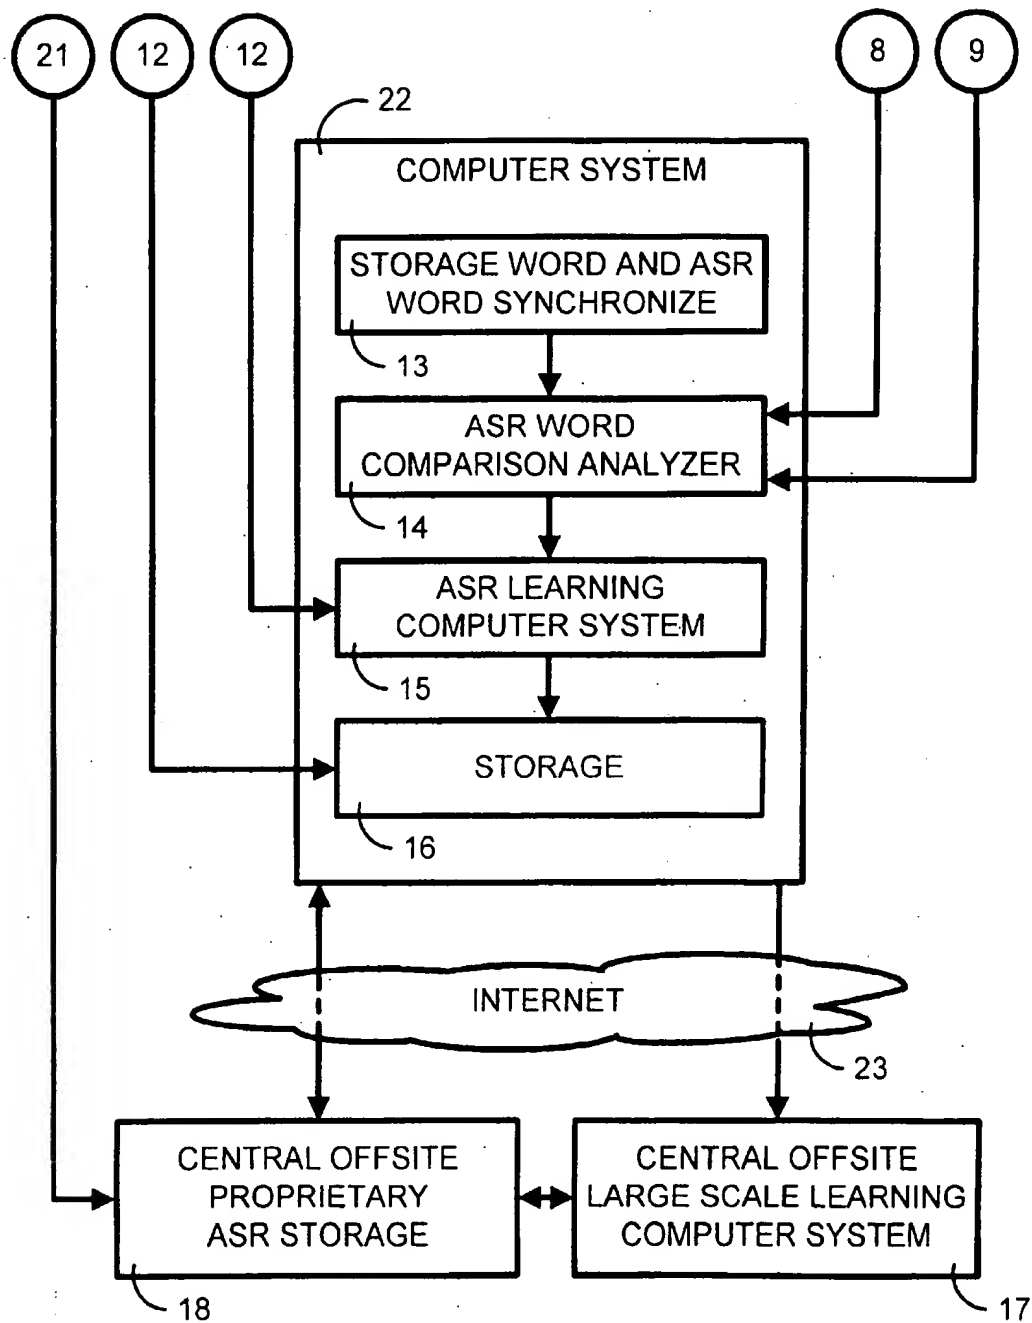 21
12
12
8
9
22
COMPUTER SYSTEM
STORAGE WORD AND ASR
WORD SYNCHRONIZE
13
ASR WORD
COMPARISON ANALYZER
14
ASR LEARNING
COMPUTER SYSTEM
15
STORAGE
16
INTERNET
23
CENTRAL OFFSITE
PROPRIETARY
ASR STORAGE
18
CENTRAL OFFSITE
LARGE SCALE LEARNING
COMPUTER SYSTEM
17